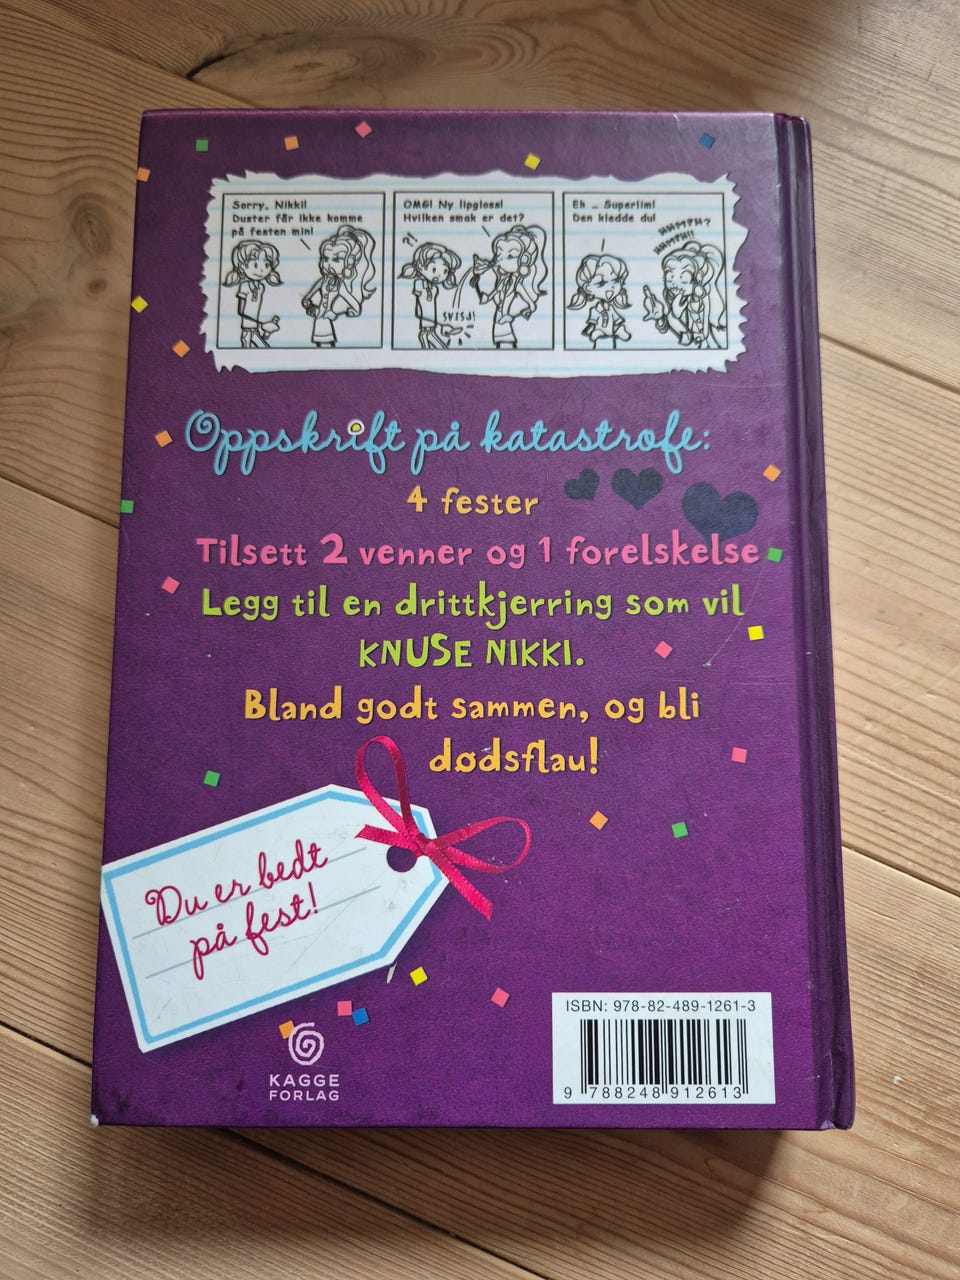 Sorry, Nikki!
Duster får ikke komme
på festen min!
OMG! Ny lipgloss!
Hvilken smak er det?
?!
SVISJ!
Eh .. Superlim!
Den kledde du!
HHMPH?
HHMPH!!
Oppskrift på katastrofe:
4 fester
Tilsett 2 venner og 1 forelskelse
Legg til en drittkjerring som vil
KNUSE NIKKI.
Bland godt sammen, og bli
dødsflau!
Du er bedt
på fest!
KAGGE
FORLAG
ISBN: 978-82-489-1261-3
9 788248 912613